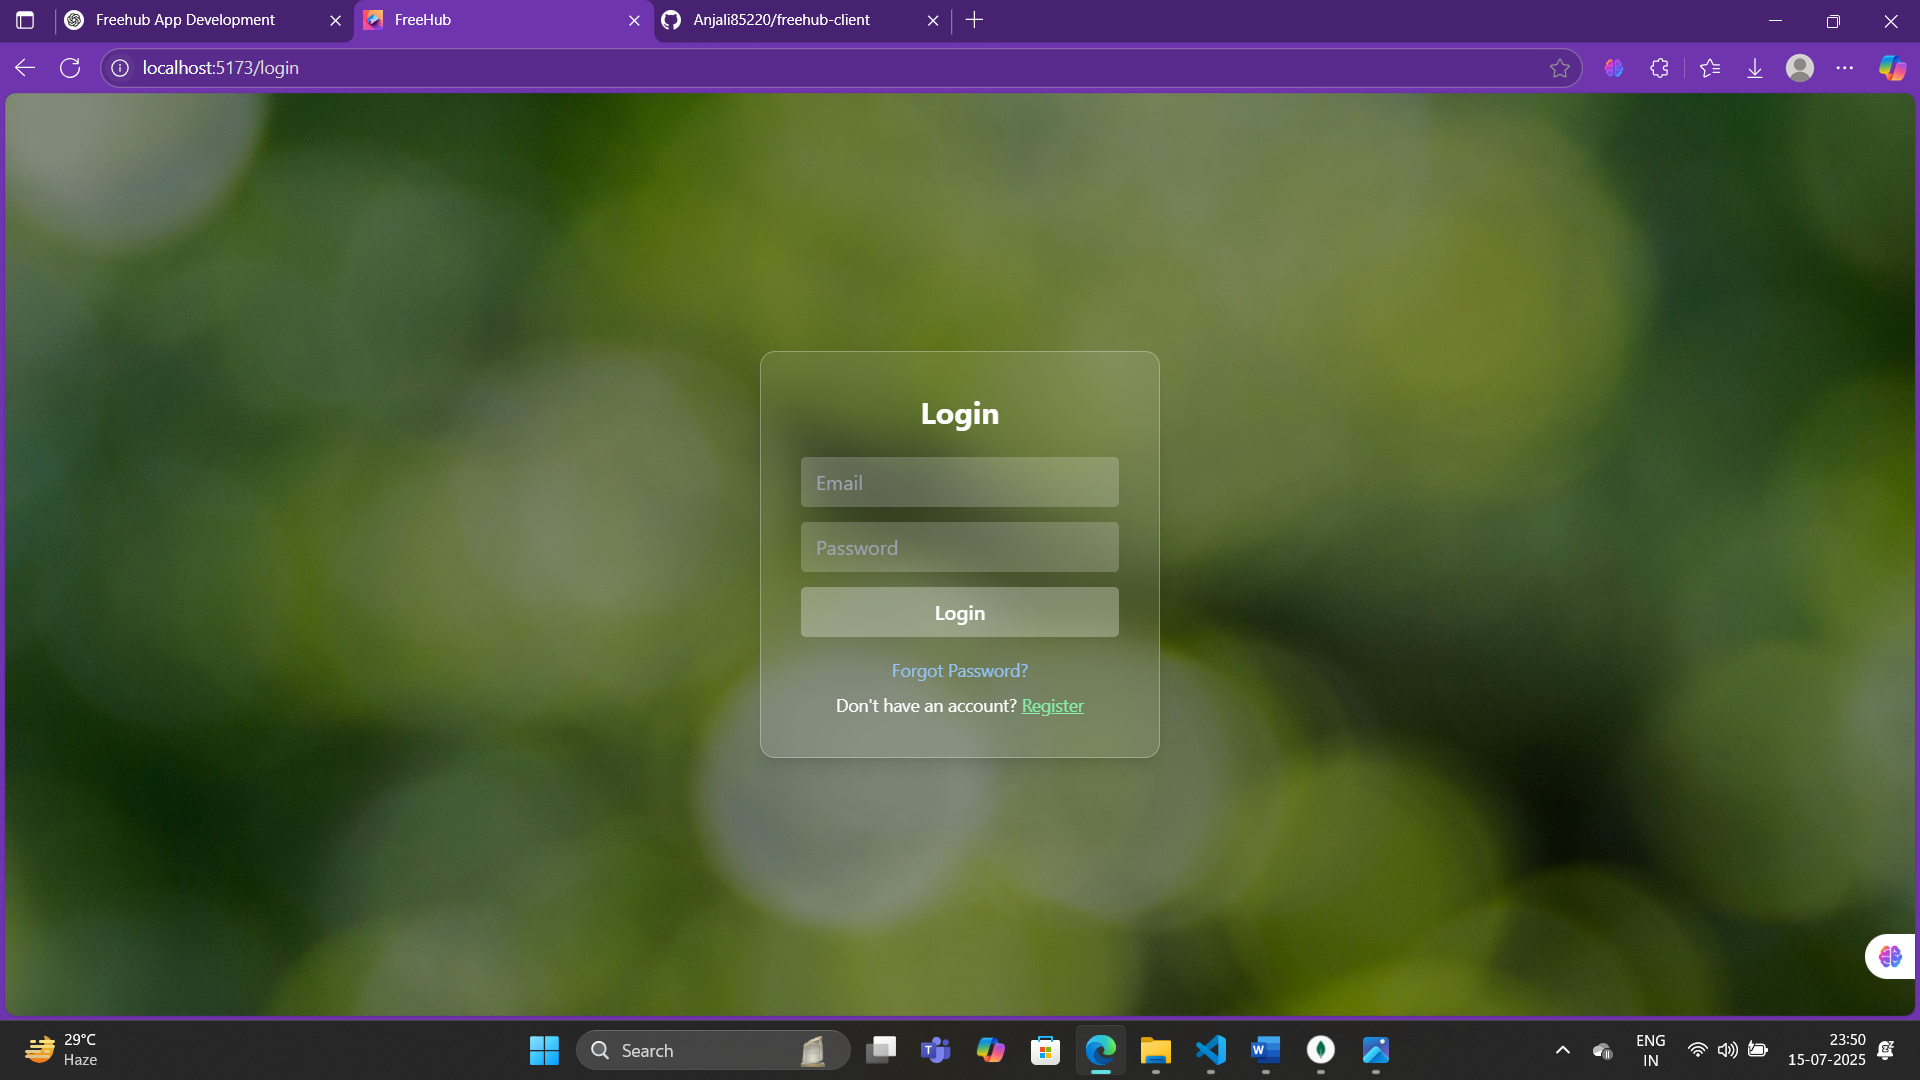 Freehub App Development
FreeHub
Anjali85220/freehub-client
localhost:5173/login
Login
Email
Password
Login
Forgot Password?
Don't have an account? Register
29°C
Haze
Search
ENG
IN
23:50
15-07-2025